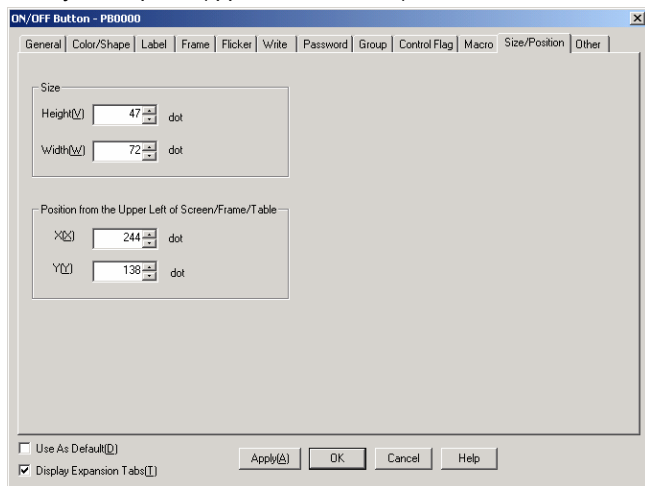 ON/OFF Button - PB0000
General Color/Shape Label Frame Flicker Write Password Group Control Flag Macro Size/Position Other
Size
Height(V) 47 dot
Width(W) 72 dot
Position from the Upper Left of Screen/Frame/Table
X(X) 244 dot
Y(Y) 138 dot
Use As Default(D)
Display Expansion Tabs(T)
Apply(A) OK Cancel Help